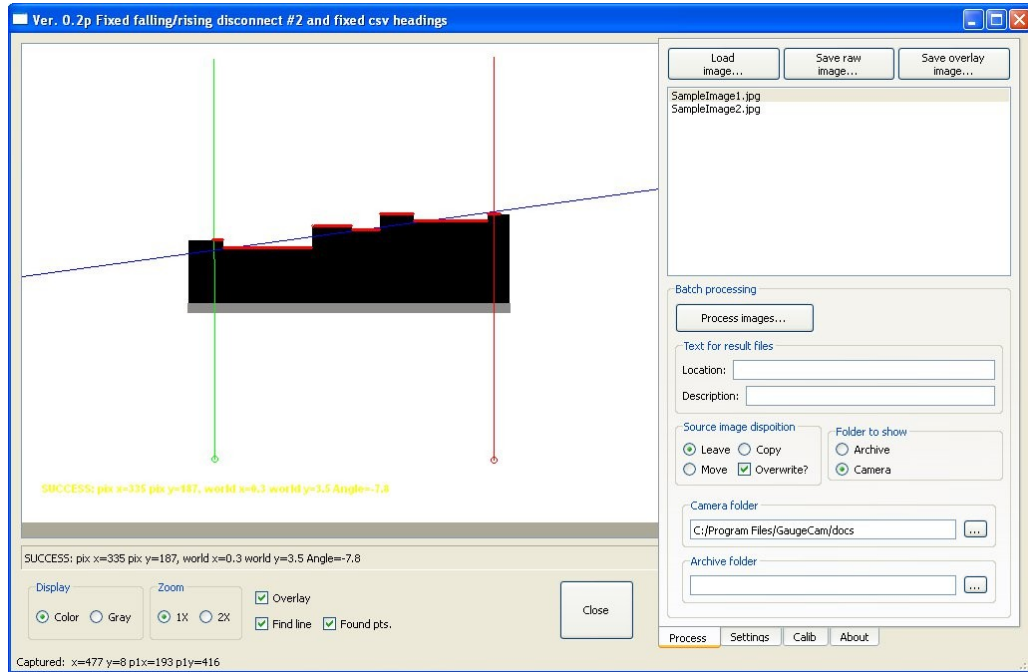 Ver. 0.2p Fixed falling/rising disconnect #2 and fixed csv headings
Load image...
Save raw image...
Save overlay image...
SampleImage1.jpg
SampleImage2.jpg
Batch processing
Process images...
Text for result files
Location:
Description:
Source image dispoition
Leave Copy
Move Overwrite?
Folder to show
Archive
Camera
Camera folder
C:/Program Files/GaugeCam/docs
...
Archive folder
...
Process Settings Calib About
SUCCESS: pix x=335 pix y=187, world x=0.3 world y=3.5 Angle=-7.8
SUCCESS: pix x=335 pix y=187, world x=0.3 world y=3.5 Angle=-7.8
Display
Color Gray
Zoom
1X 2X
Overlay
Find line Found pts.
Close
Captured: x=477 y=8 p1x=193 p1y=416